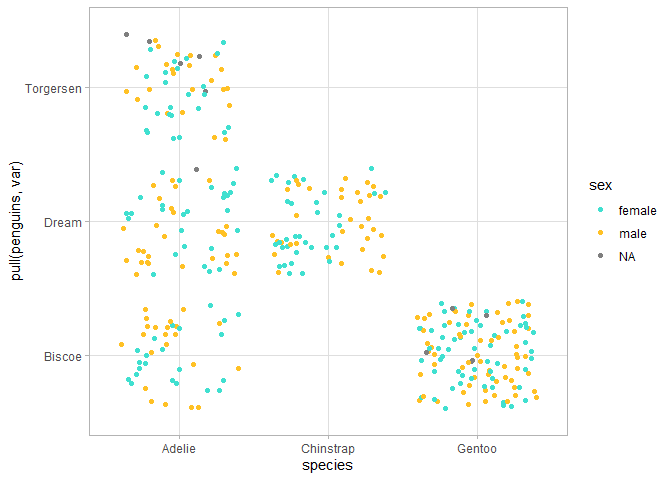 Torgersen
Dream
Biscoe
pull(penguins, var)
Adelie
Chinstrap
Gentoo
species
sex
female
male
NA